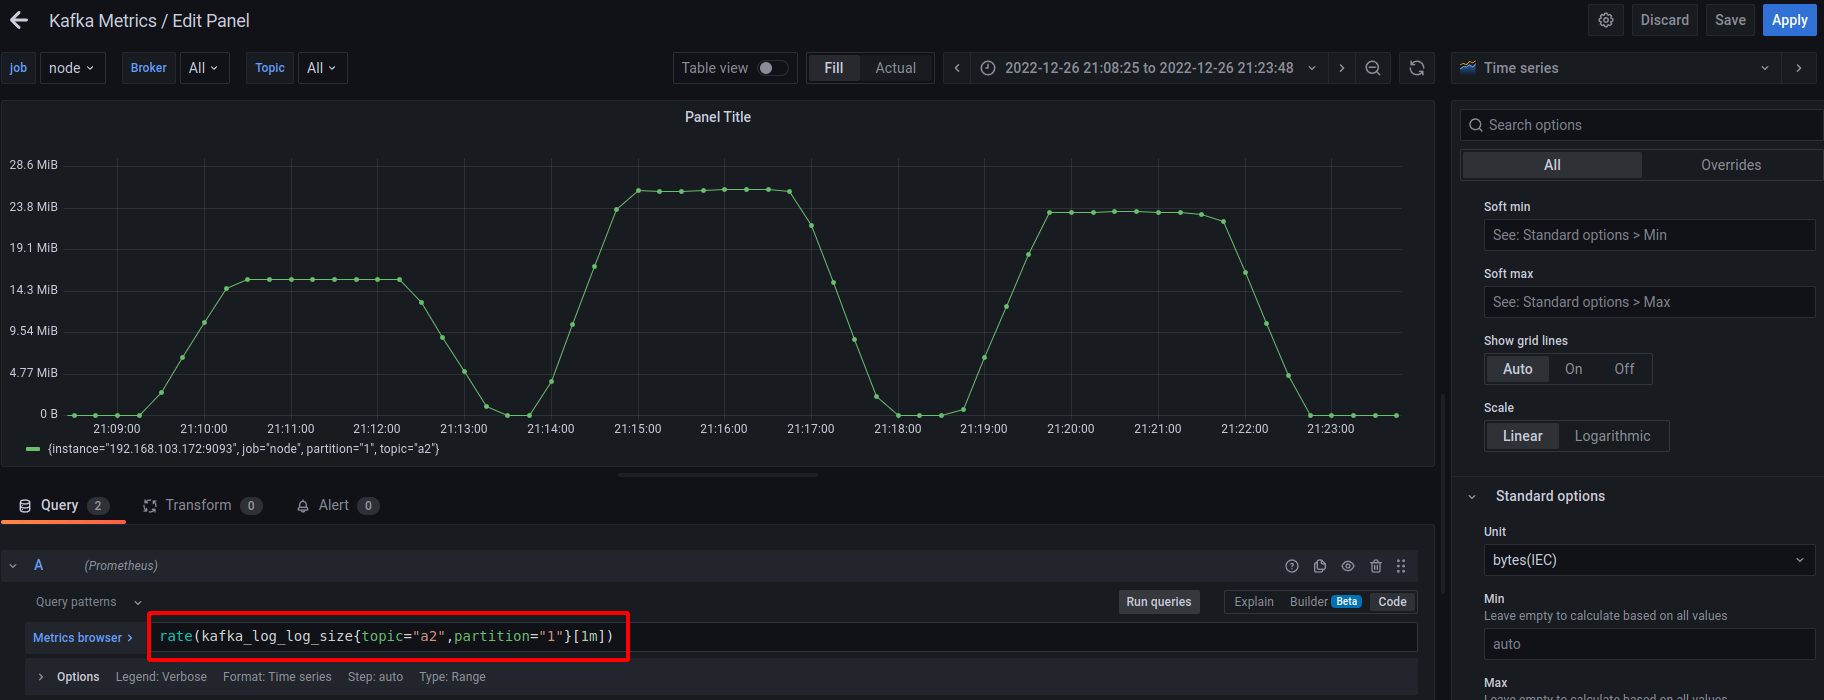 Kafka Metrics / Edit Panel
Discard
Save
Apply
job
node
Broker
All
Topic
All
Table view
Fill
Actual
2022-12-26 21:08:25 to 2022-12-26 21:23:48
Time series
Panel Title
28.6 MiB
23.8 MiB
19.1 MiB
14.3 MiB
9.54 MiB
4.77 MiB
0 B
21:09:00
21:10:00
21:11:00
21:12:00
21:13:00
21:14:00
21:15:00
21:16:00
21:17:00
21:18:00
21:19:00
21:20:00
21:21:00
21:22:00
21:23:00
{instance="192.168.103.172:9093", job="node", partition="1", topic="a2"}
Query 2
Transform 0
Alert 0
A (Prometheus)
Query patterns
Run queries
Explain
Builder Beta
Code
Metrics browser >
rate(kafka_log_log_size{topic="a2",partition="1"}[1m])
Options Legend: Verbose Format: Time series Step: auto Type: Range
Search options
All
Overrides
Soft min
See: Standard options > Min
Soft max
See: Standard options > Max
Show grid lines
Auto On Off
Scale
Linear Logarithmic
Standard options
Unit
bytes(IEC)
Min
Leave empty to calculate based on all values
auto
Max
Leave empty to calculate based on all values